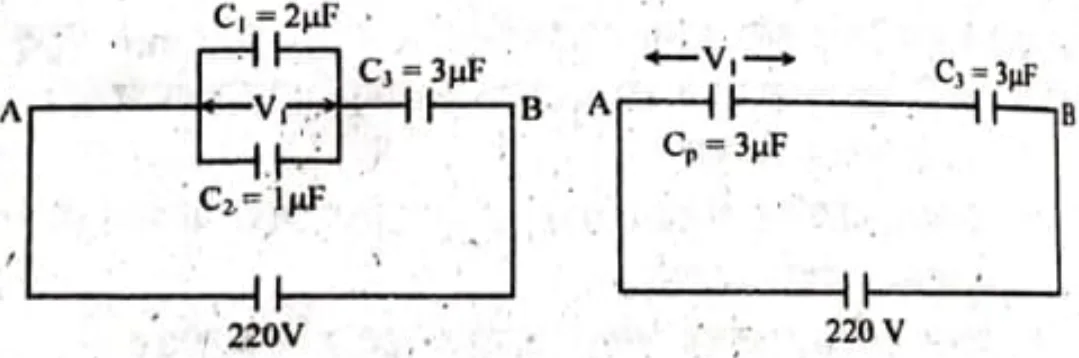 C₁ = 2μF
C₃ = 3μF
A
V₁
B
C₂ = 1μF
220V
V₁
C₃ = 3μF
A
B
Cₚ = 3μF
220 V